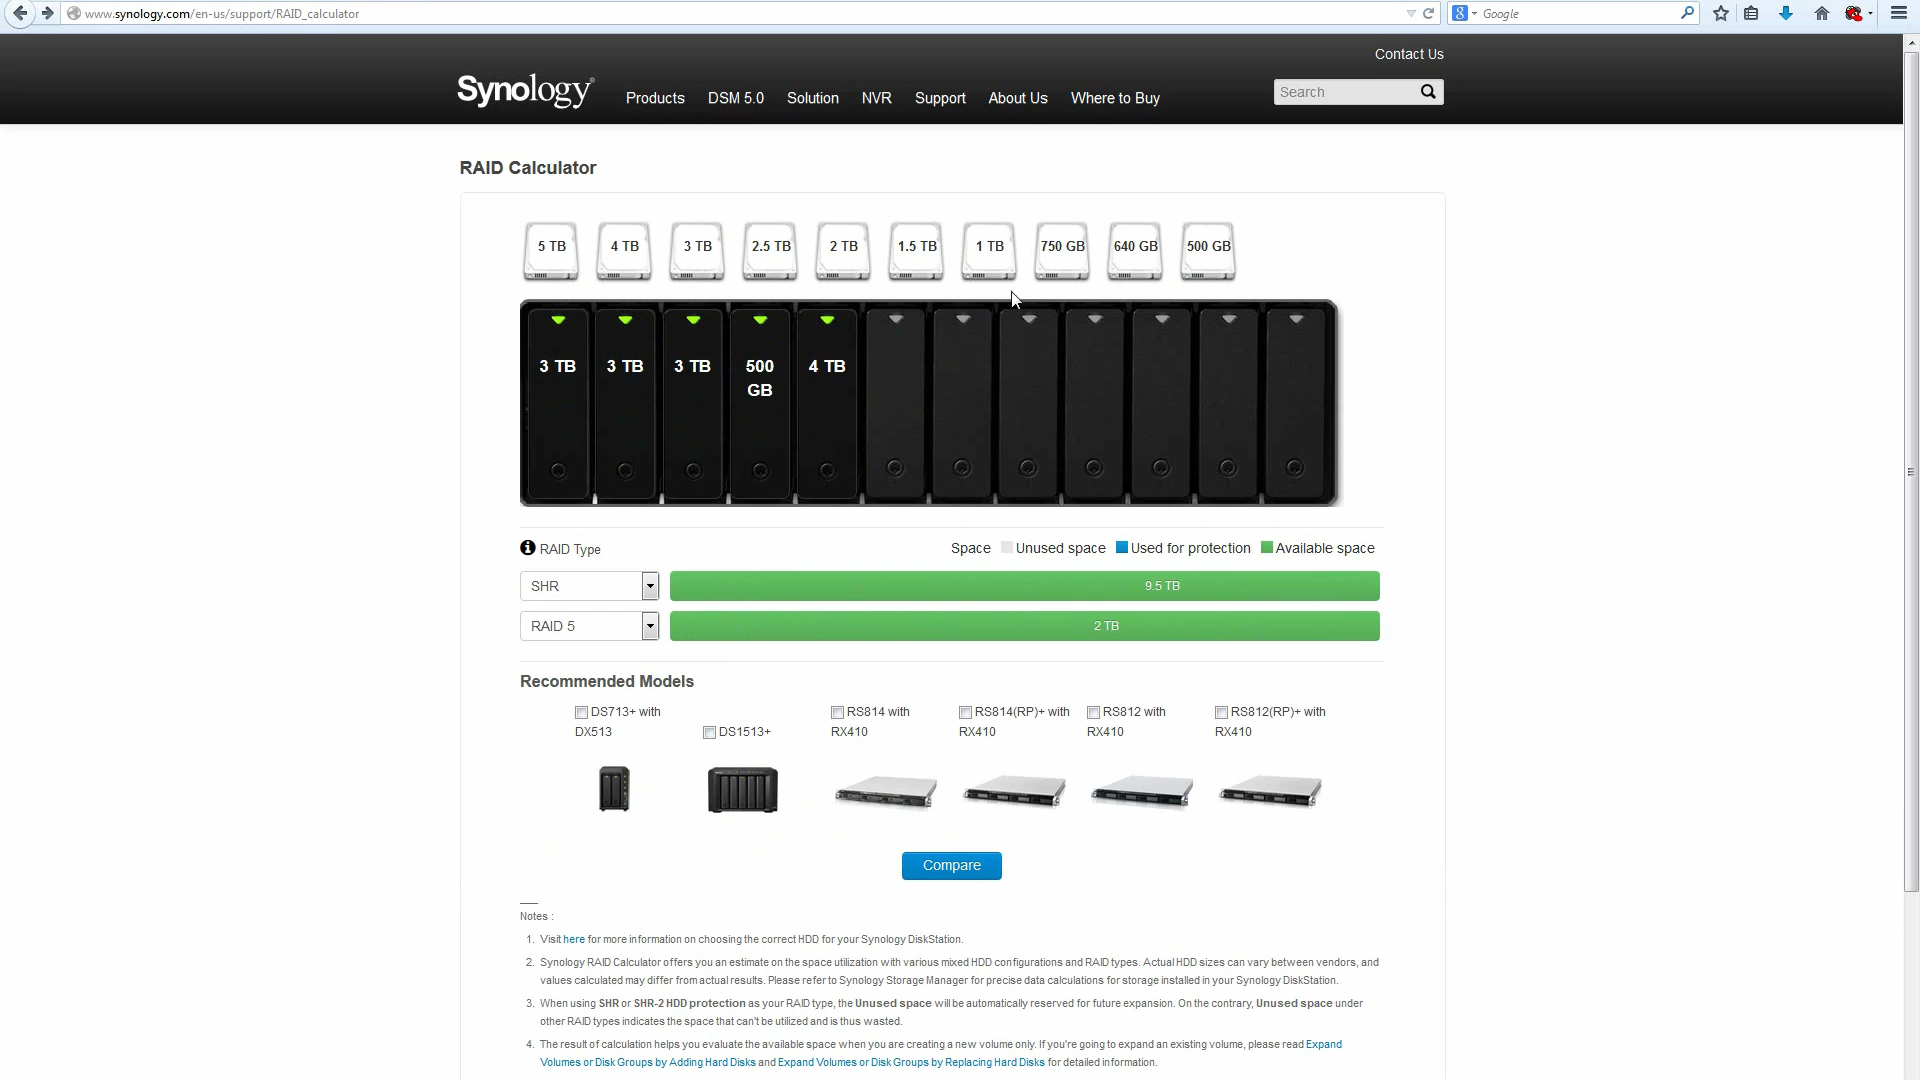 www.synology.com/en-us/support/RAID_calculator
Google
Contact Us
Synology
Products DSM 5.0 Solution NVR Support About Us Where to Buy
Search
RAID Calculator
5 TB 4 TB 3 TB 2.5 TB 2 TB 1.5 TB 1 TB 750 GB 640 GB 500 GB
3 TB 3 TB 3 TB 500 4 TB
GB
RAID Type Space Unused space Used for protection Available space
SHR 9.5 TB
RAID 5 2 TB
Recommended Models
DS713+ with
DX513
DS1513+
RS814 with
RX410
RS814(RP)+ with
RX410
RS812 with
RX410
RS812(RP)+ with
RX410
Compare
Notes :
1. Visit here for more information on choosing the correct HDD for your Synology DiskStation.
2. Synology RAID Calculator offers you an estimate on the space utilization with various mixed HDD configurations and RAID types. Actual HDD sizes can vary between vendors, and
values calculated may differ from actual results. Please refer to Synology Storage Manager for precise data calculations for storage installed in your Synology DiskStation.
3. When using SHR or SHR-2 HDD protection as your RAID type, the Unused space will be automatically reserved for future expansion. On the contrary, Unused space under
other RAID types indicates the space that can't be utilized and is thus wasted.
4. The result of calculation helps you evaluate the available space when you are creating a new volume only. If you're going to expand an existing volume, please read Expand
Volumes or Disk Groups by Adding Hard Disks and Expand Volumes or Disk Groups by Replacing Hard Disks for detailed information.